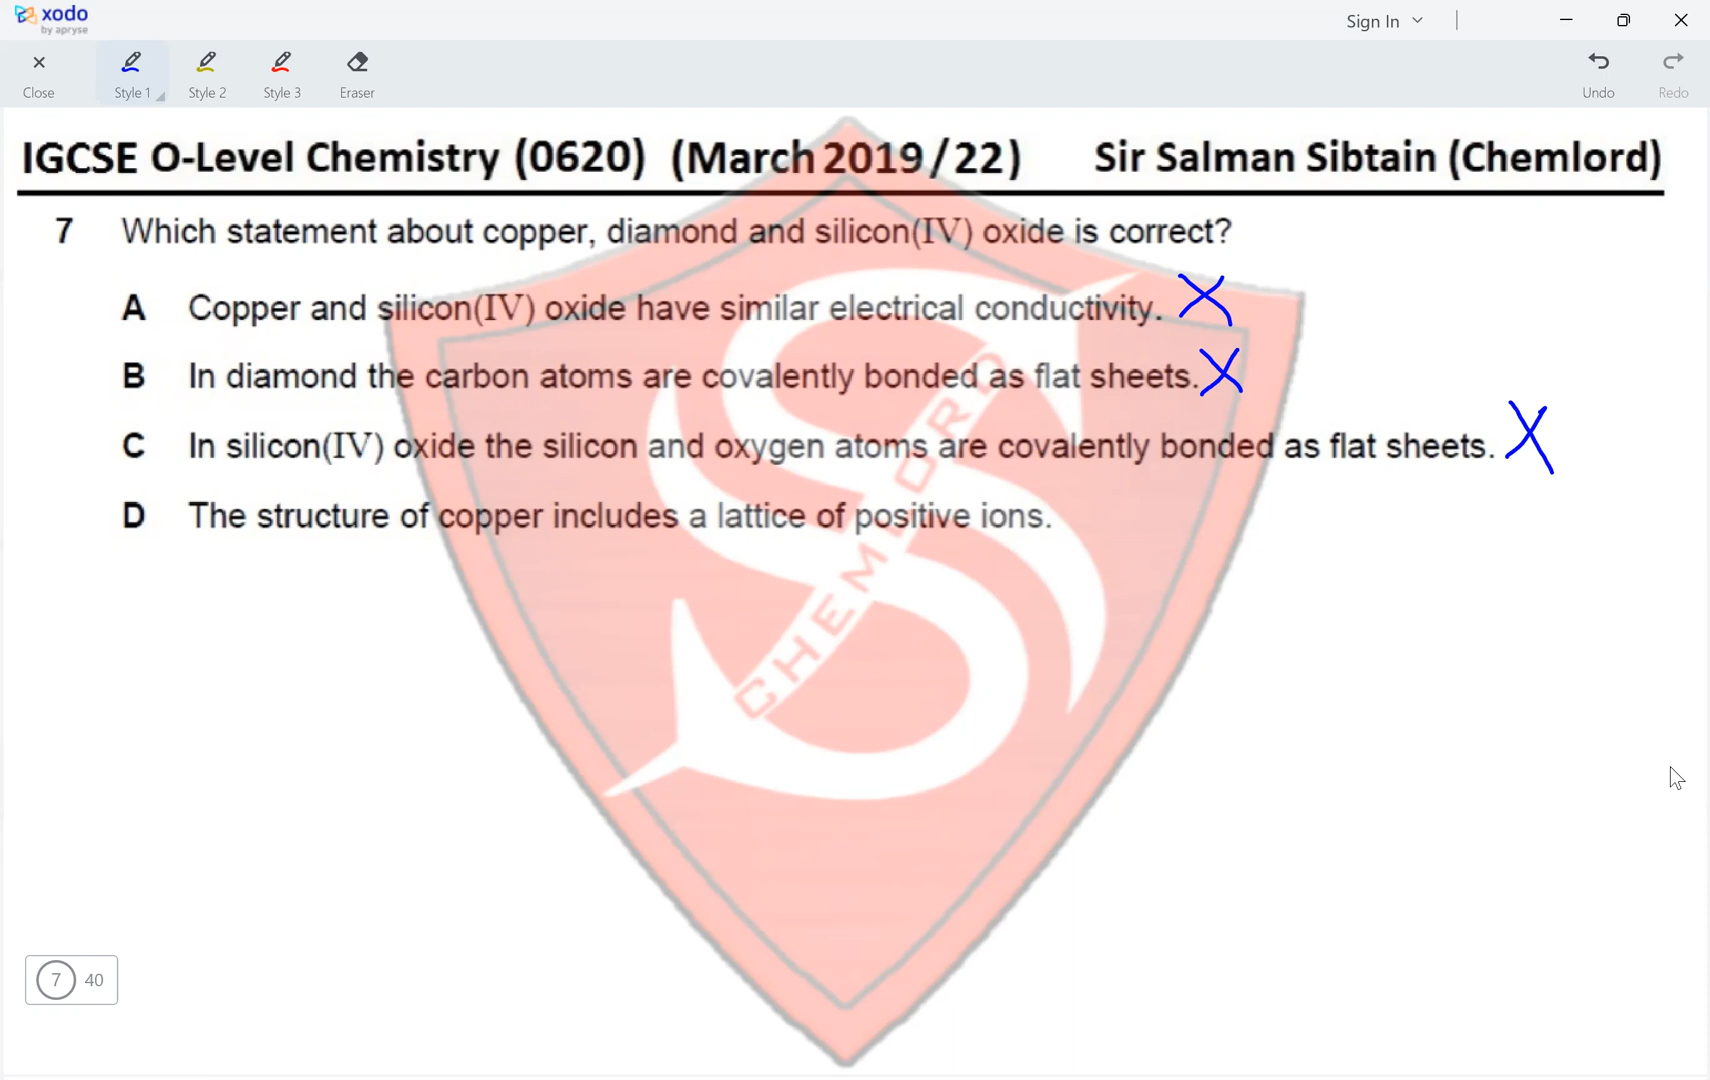 xodo
by apryse
Sign In
Close
Style 1
Style 2
Style 3
Eraser
Undo
Redo
IGCSE O-Level Chemistry (0620) (March 2019/22) Sir Salman Sibtain (Chemlord)
7 Which statement about copper, diamond and silicon(IV) oxide is correct?
A Copper and silicon(IV) oxide have similar electrical conductivity. X
B In diamond the carbon atoms are covalently bonded as flat sheets. X
C In silicon(IV) oxide the silicon and oxygen atoms are covalently bonded as flat sheets. X
D The structure of copper includes a lattice of positive ions.
CHEMLORD
7 40